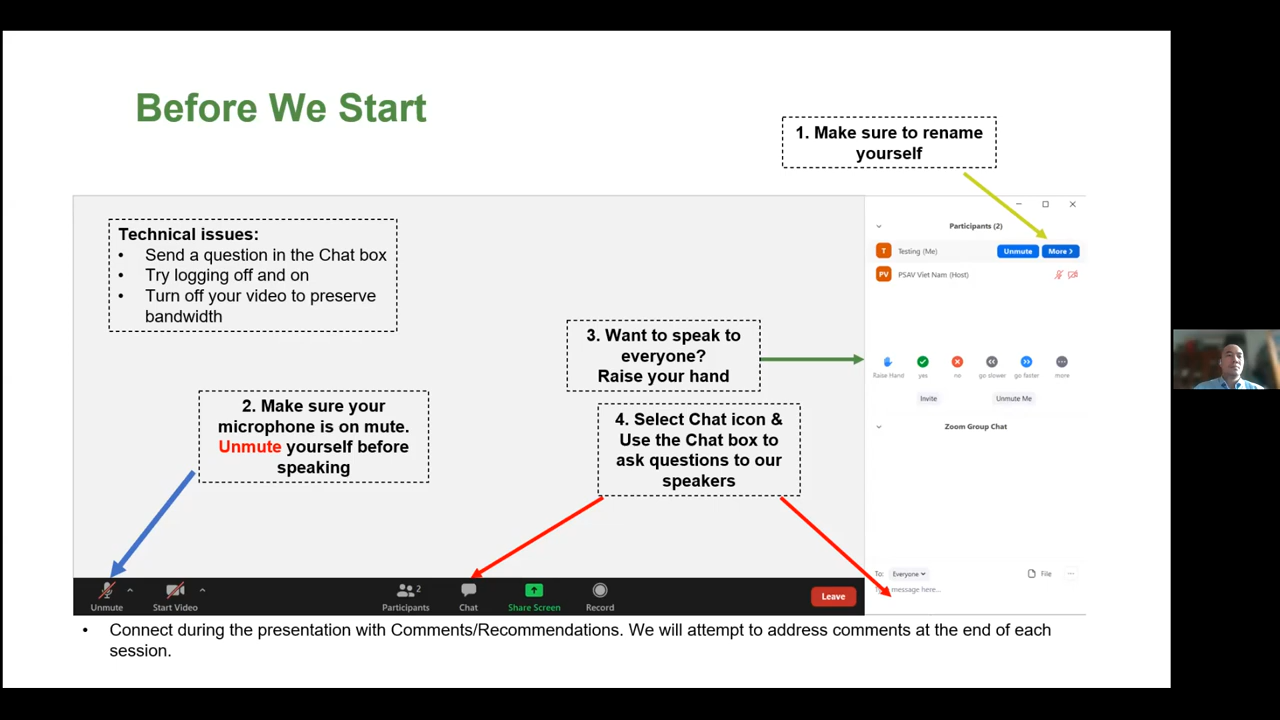 Before We Start
1. Make sure to rename
yourself
Technical issues:
• Send a question in the Chat box
• Try logging off and on
• Turn off your video to preserve
bandwidth
Participants (2)
T Testing (Me) Unmute More >
PV PSAV Viet Nam (Host)
3. Want to speak to
everyone?
Raise your hand
Raise Hand yes no go slower go faster more
Invite Unmute Me
2. Make sure your
microphone is on mute.
Unmute yourself before
speaking
4. Select Chat icon &
Use the Chat box to
ask questions to our
speakers
Zoom Group Chat
To: Everyone File ...
message here...
Unmute Start Video Participants 2 Chat Share Screen Record Leave
• Connect during the presentation with Comments/Recommendations. We will attempt to address comments at the end of each
session.